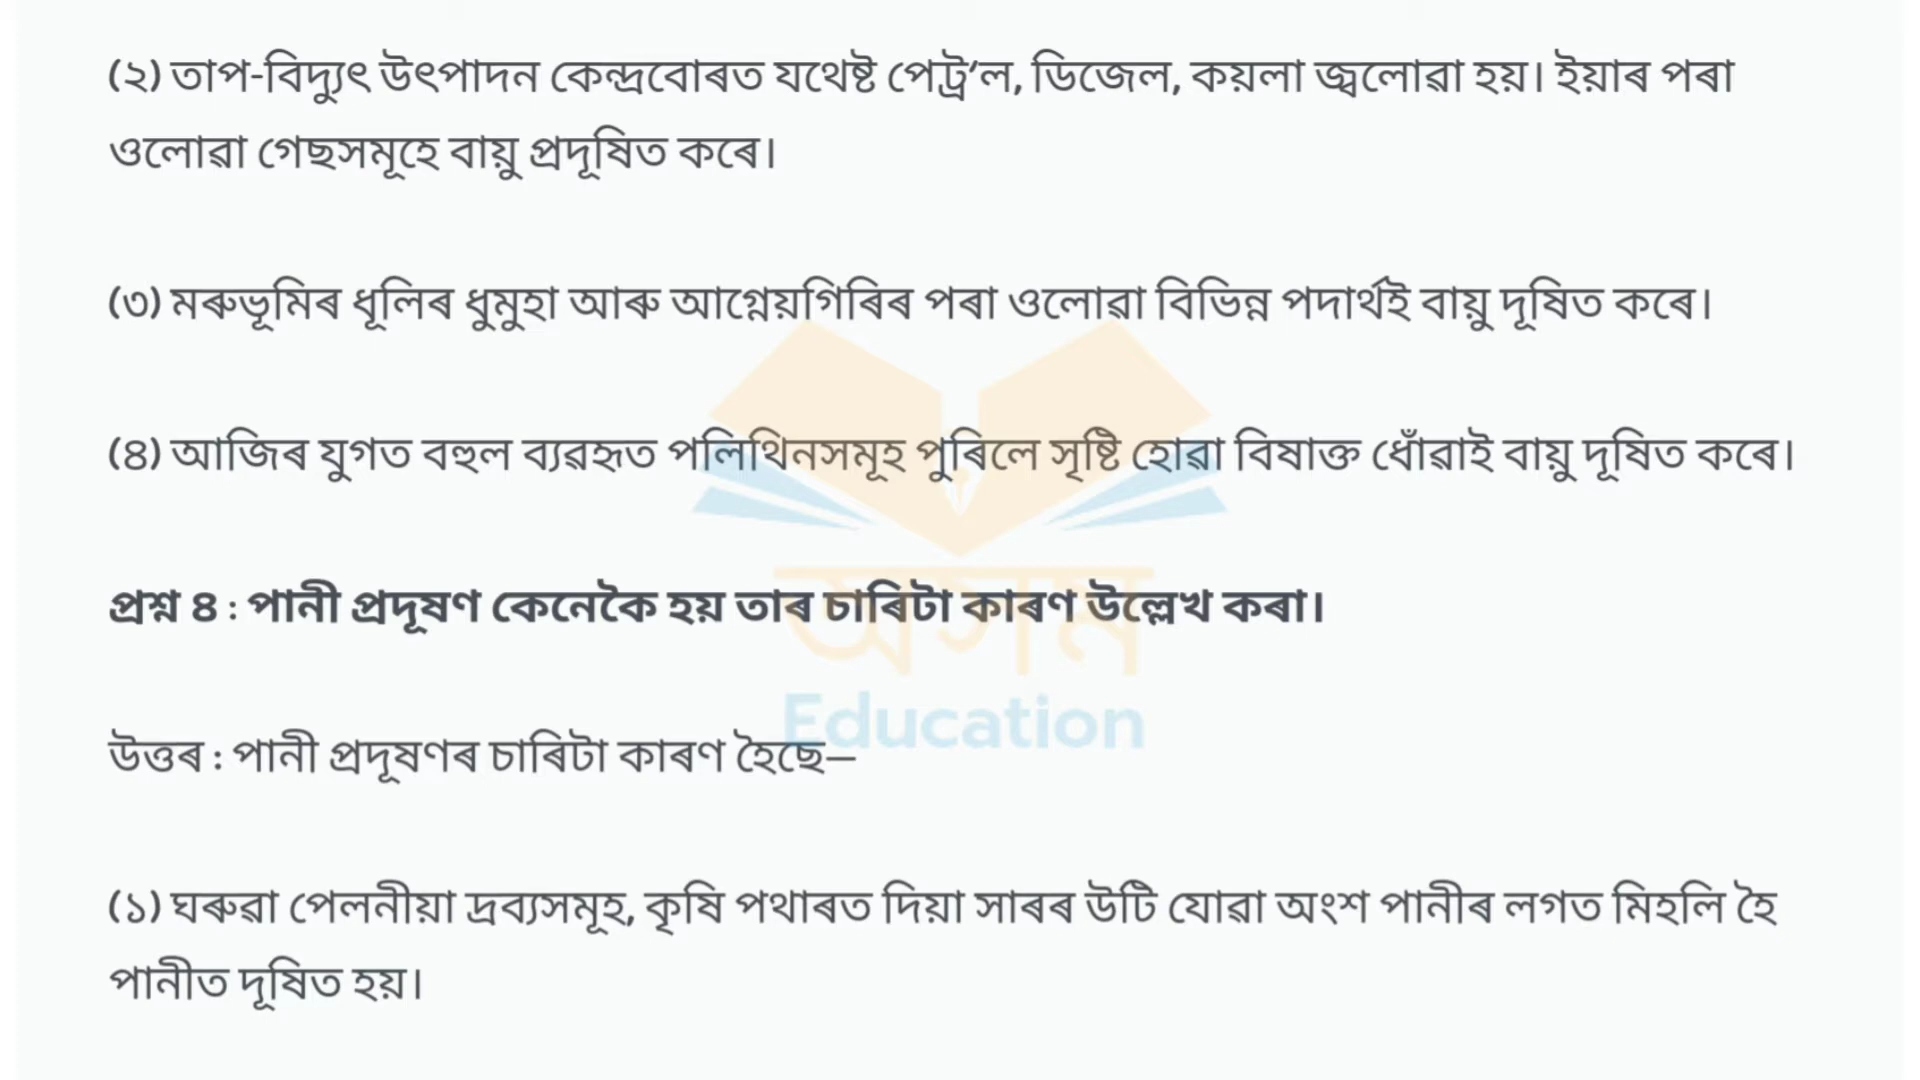 (২) তাপ-বিদ্যুৎ উৎপাদন কেন্দ্ৰবোৰত যথেষ্ট পেট্ৰ’ল, ডিজেল, কয়লা জ্বলোৱা হয়। ইয়াৰ পৰা
ওলোৱা গেছসমূহে বায়ু প্ৰদূষিত কৰে।
(৩) মৰুভূমিৰ ধূলিৰ ধুমুহা আৰু আগ্নেয়গিৰিৰ পৰা ওলোৱা বিভিন্ন পদাৰ্থই বায়ু দূষিত কৰে।
(৪) আজিৰ যুগত বহুল ব্যৱহৃত পলিথিনসমূহ পুৰিলে সৃষ্টি হোৱা বিষাক্ত ধোঁৱাই বায়ু দূষিত কৰে।
প্ৰশ্ন ৪ : পানী প্ৰদূষণ কেনেকৈ হয় তাৰ চাৰিটা কাৰণ উল্লেখ কৰা।
অসম
Education
উত্তৰ : পানী প্ৰদূষণৰ চাৰিটা কাৰণ হৈছে—
(১) ঘৰুৱা পেলনীয়া দ্ৰব্যসমূহ, কৃষি পথাৰত দিয়া সাৰৰ উটি যোৱা অংশ পানীৰ লগত মিহলি হৈ
পানীত দূষিত হয়।